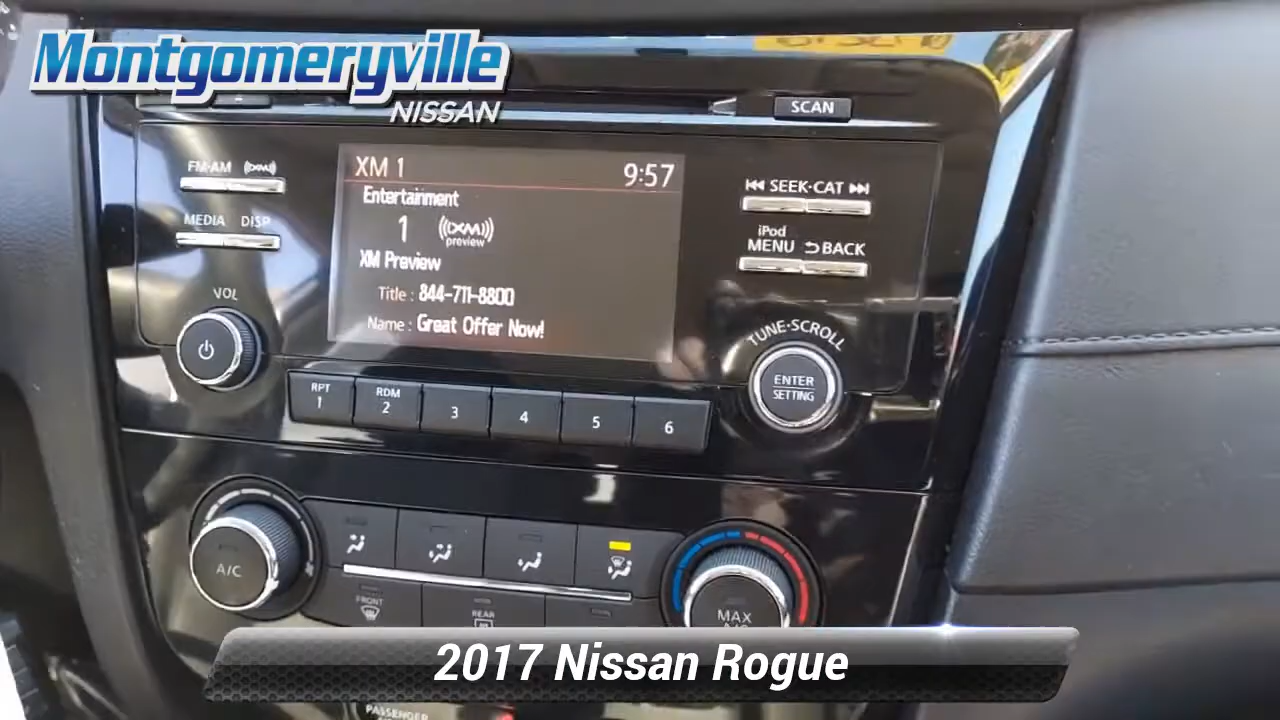 Montgomeryville
NISSAN
SCAN
FM·AM ((XM))
XM 1 9:57
SEEK·CAT
Entertainment
MEDIA DISP
1 ((XM))
preview
iPod
MENU BACK
XM Preview
VOL
Title : 844-711-8800
Name : Great Offer Now!
TUNE·SCROLL
ENTER
SETTING
RPT RDM
1 2 3 4 5 6
A/C
FRONT
REAR
MAX
A/C
2017 Nissan Rogue
PASSENGER